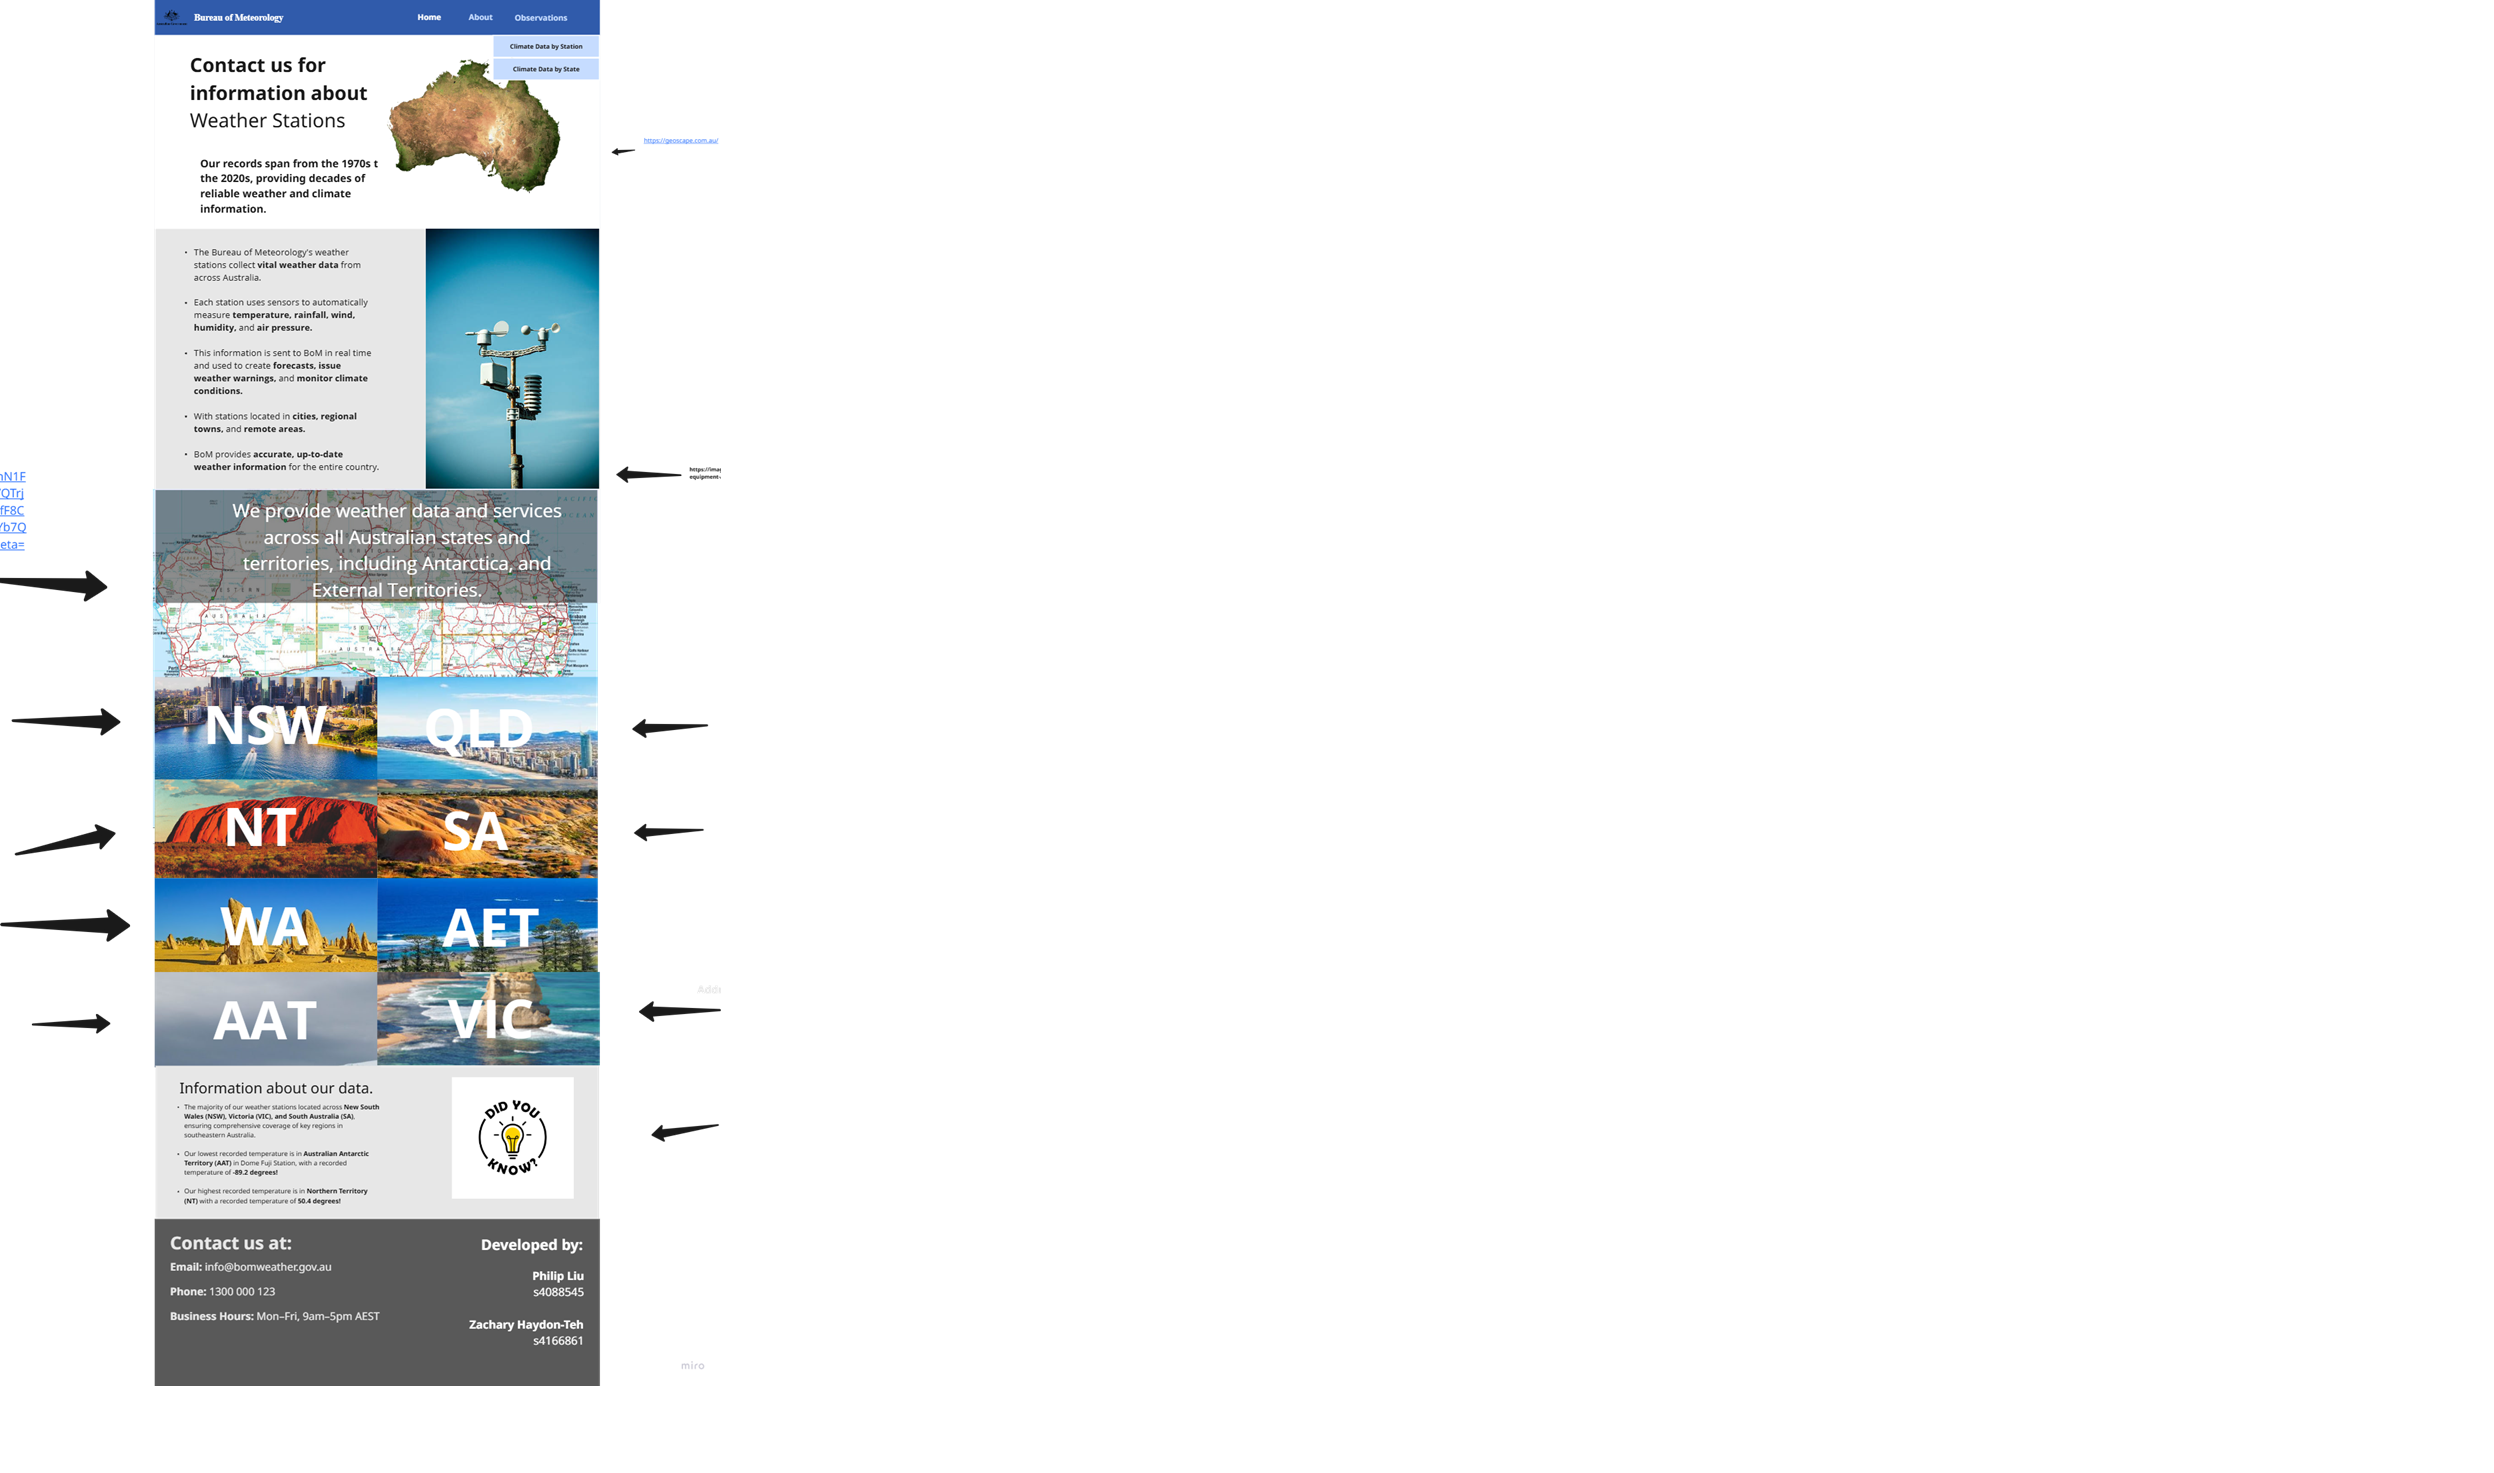 Bureau of Meteorology
Home
About
Observations
Climate Data by Station
Climate Data by State
Contact us for
information about
Weather Stations
Our records span from the 1970s t
the 2020s, providing decades of
reliable weather and climate
information.
https://geoscape.com.au/
• The Bureau of Meteorology's weather
stations collect vital weather data from
across Australia.
• Each station uses sensors to automatically
measure temperature, rainfall, wind,
humidity, and air pressure.
• This information is sent to BoM in real time
and used to create forecasts, issue
weather warnings, and monitor climate
conditions.
• With stations located in cities, regional
towns, and remote areas.
• BoM provides accurate, up-to-date
weather information for the entire country.
https://imag
equipment-
nN1F
QTrj
fF8C
Yb7Q
eta=
We provide weather data and services
across all Australian states and
territories, including Antarctica, and
External Territories.
WESTERN
AUSTRALIA
SOUTH
AUSTRALIA
Perth
NSW
QLD
NT
SA
WA
AET
AAT
VIC
Addr
Information about our data.
• The majority of our weather stations located across New South
Wales (NSW), Victoria (VIC), and South Australia (SA),
ensuring comprehensive coverage of key regions in
southeastern Australia.
• Our lowest recorded temperature is in Australian Antarctic
Territory (AAT) in Dome Fuji Station, with a recorded
temperature of -89.2 degrees!
• Our highest recorded temperature is in Northern Territory
(NT) with a recorded temperature of 50.4 degrees!
DID YOU
KNOW?
Contact us at:
Email: info@bomweather.gov.au
Phone: 1300 000 123
Business Hours: Mon–Fri, 9am–5pm AEST
Developed by:
Philip Liu
s4088545
Zachary Haydon-Teh
s4166861
miro